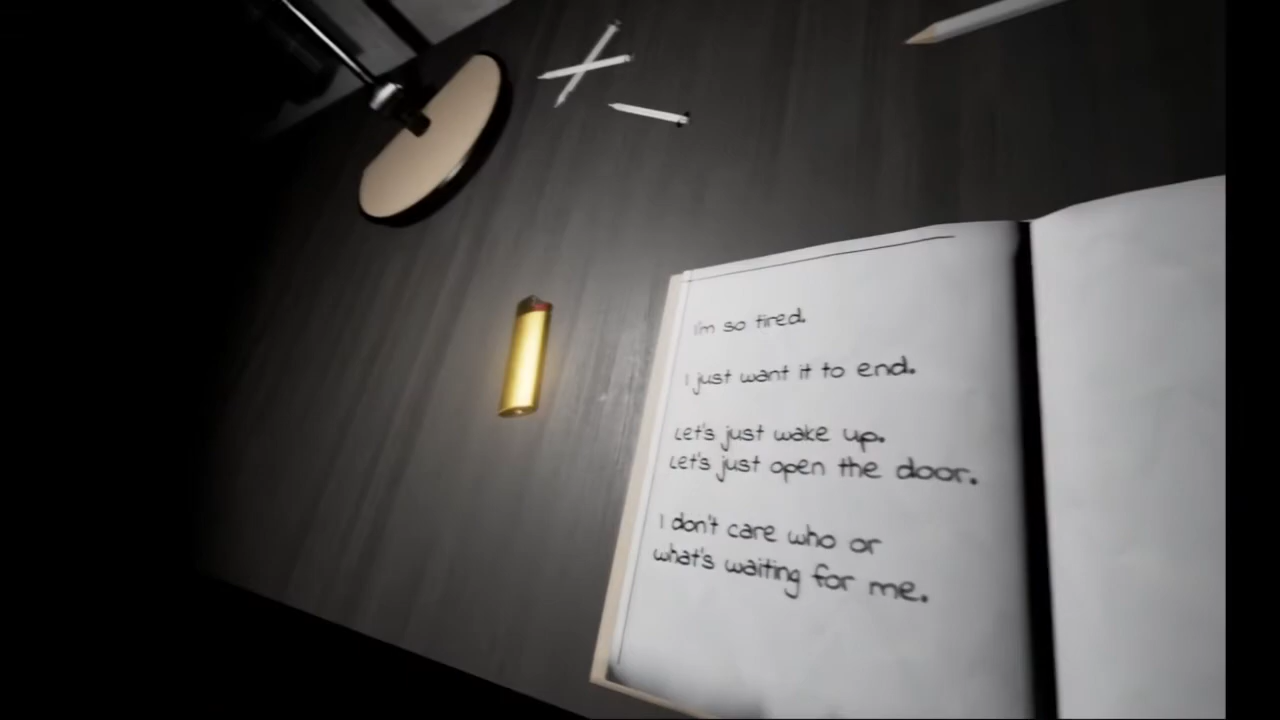 I'm so tired.
I just want it to end.
Let's just wake up.
Let's just open the door.
I don't care who or
what's waiting for me.